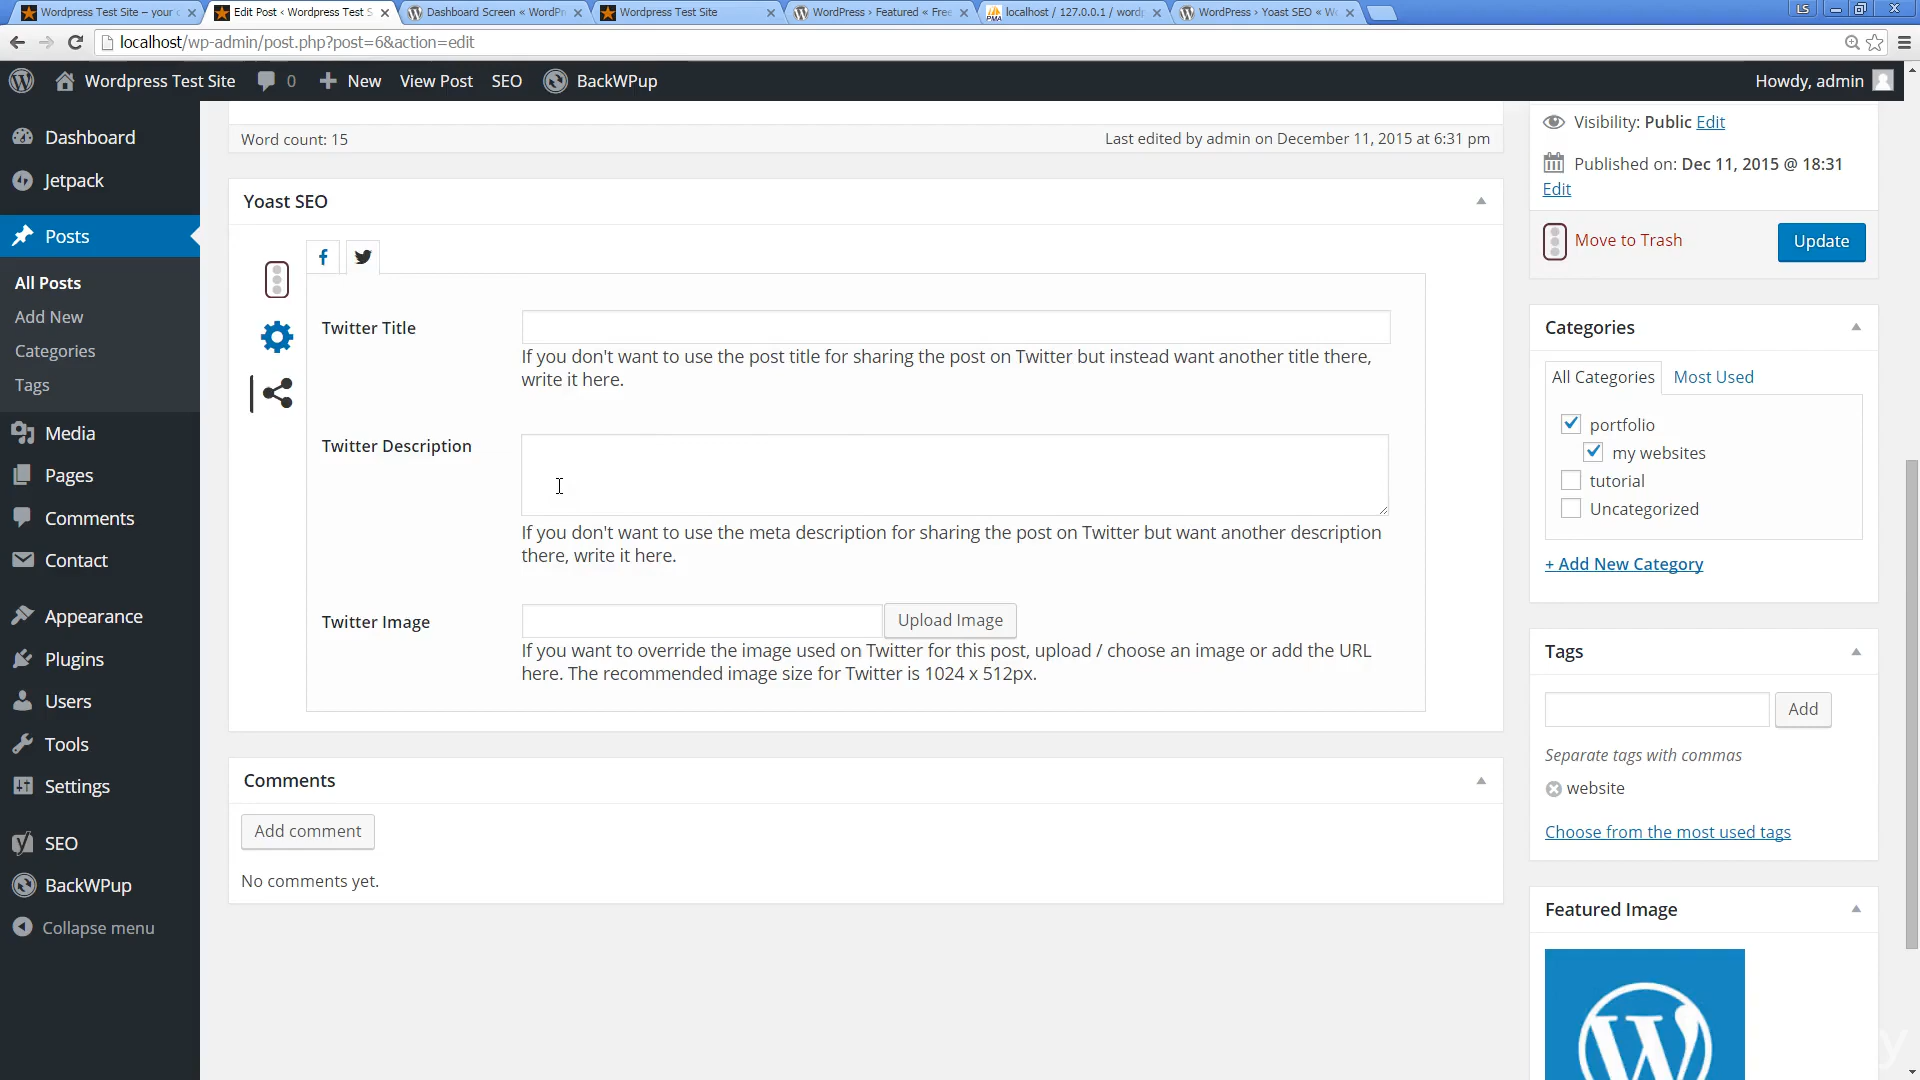 Wordpress Test Site – your
Edit Post ‹ Wordpress Test S
Dashboard Screen « WordPr
Wordpress Test Site
WordPress › Featured « Free
localhost / 127.0.0.1 / wordp
WordPress › Yoast SEO « W
LS
localhost/wp-admin/post.php?post=6&action=edit
Wordpress Test Site
0
New
View Post
SEO
BackWPup
Howdy, admin
Dashboard
Jetpack
Posts
All Posts
Add New
Categories
Tags
Media
Pages
Comments
Contact
Appearance
Plugins
Users
Tools
Settings
SEO
BackWPup
Collapse menu
Word count: 15
Last edited by admin on December 11, 2015 at 6:31 pm
Yoast SEO
Twitter Title
If you don't want to use the post title for sharing the post on Twitter but instead want another title there,
write it here.
Twitter Description
If you don't want to use the meta description for sharing the post on Twitter but want another description
there, write it here.
Twitter Image
Upload Image
If you want to override the image used on Twitter for this post, upload / choose an image or add the URL
here. The recommended image size for Twitter is 1024 x 512px.
Comments
Add comment
No comments yet.
Visibility: Public Edit
Published on: Dec 11, 2015 @ 18:31
Edit
Move to Trash
Update
Categories
All Categories
Most Used
portfolio
my websites
tutorial
Uncategorized
+ Add New Category
Tags
Add
Separate tags with commas
website
Choose from the most used tags
Featured Image